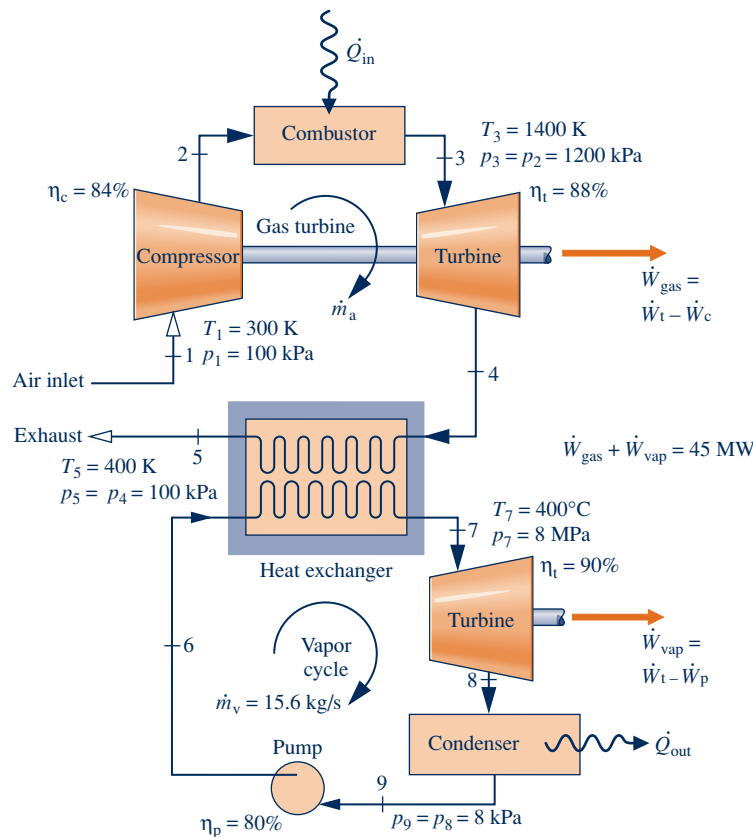 Q̇in
Combustor
2
3
T3 = 1400 K
p3 = p2 = 1200 kPa
ηc = 84%
ηt = 88%
Gas turbine
Compressor
Turbine
ṁa
Ẇgas =
Ẇt – Ẇc
T1 = 300 K
p1 = 100 kPa
1
Air inlet
4
Exhaust
5
T5 = 400 K
p5 = p4 = 100 kPa
Ẇgas + Ẇvap = 45 MW
T7 = 400°C
p7 = 8 MPa
7
Heat exchanger
ηt = 90%
Turbine
6
Vapor
cycle
ṁv = 15.6 kg/s
Ẇvap =
Ẇt – Ẇp
8
Condenser
Q̇out
Pump
9
p9 = p8 = 8 kPa
ηp = 80%